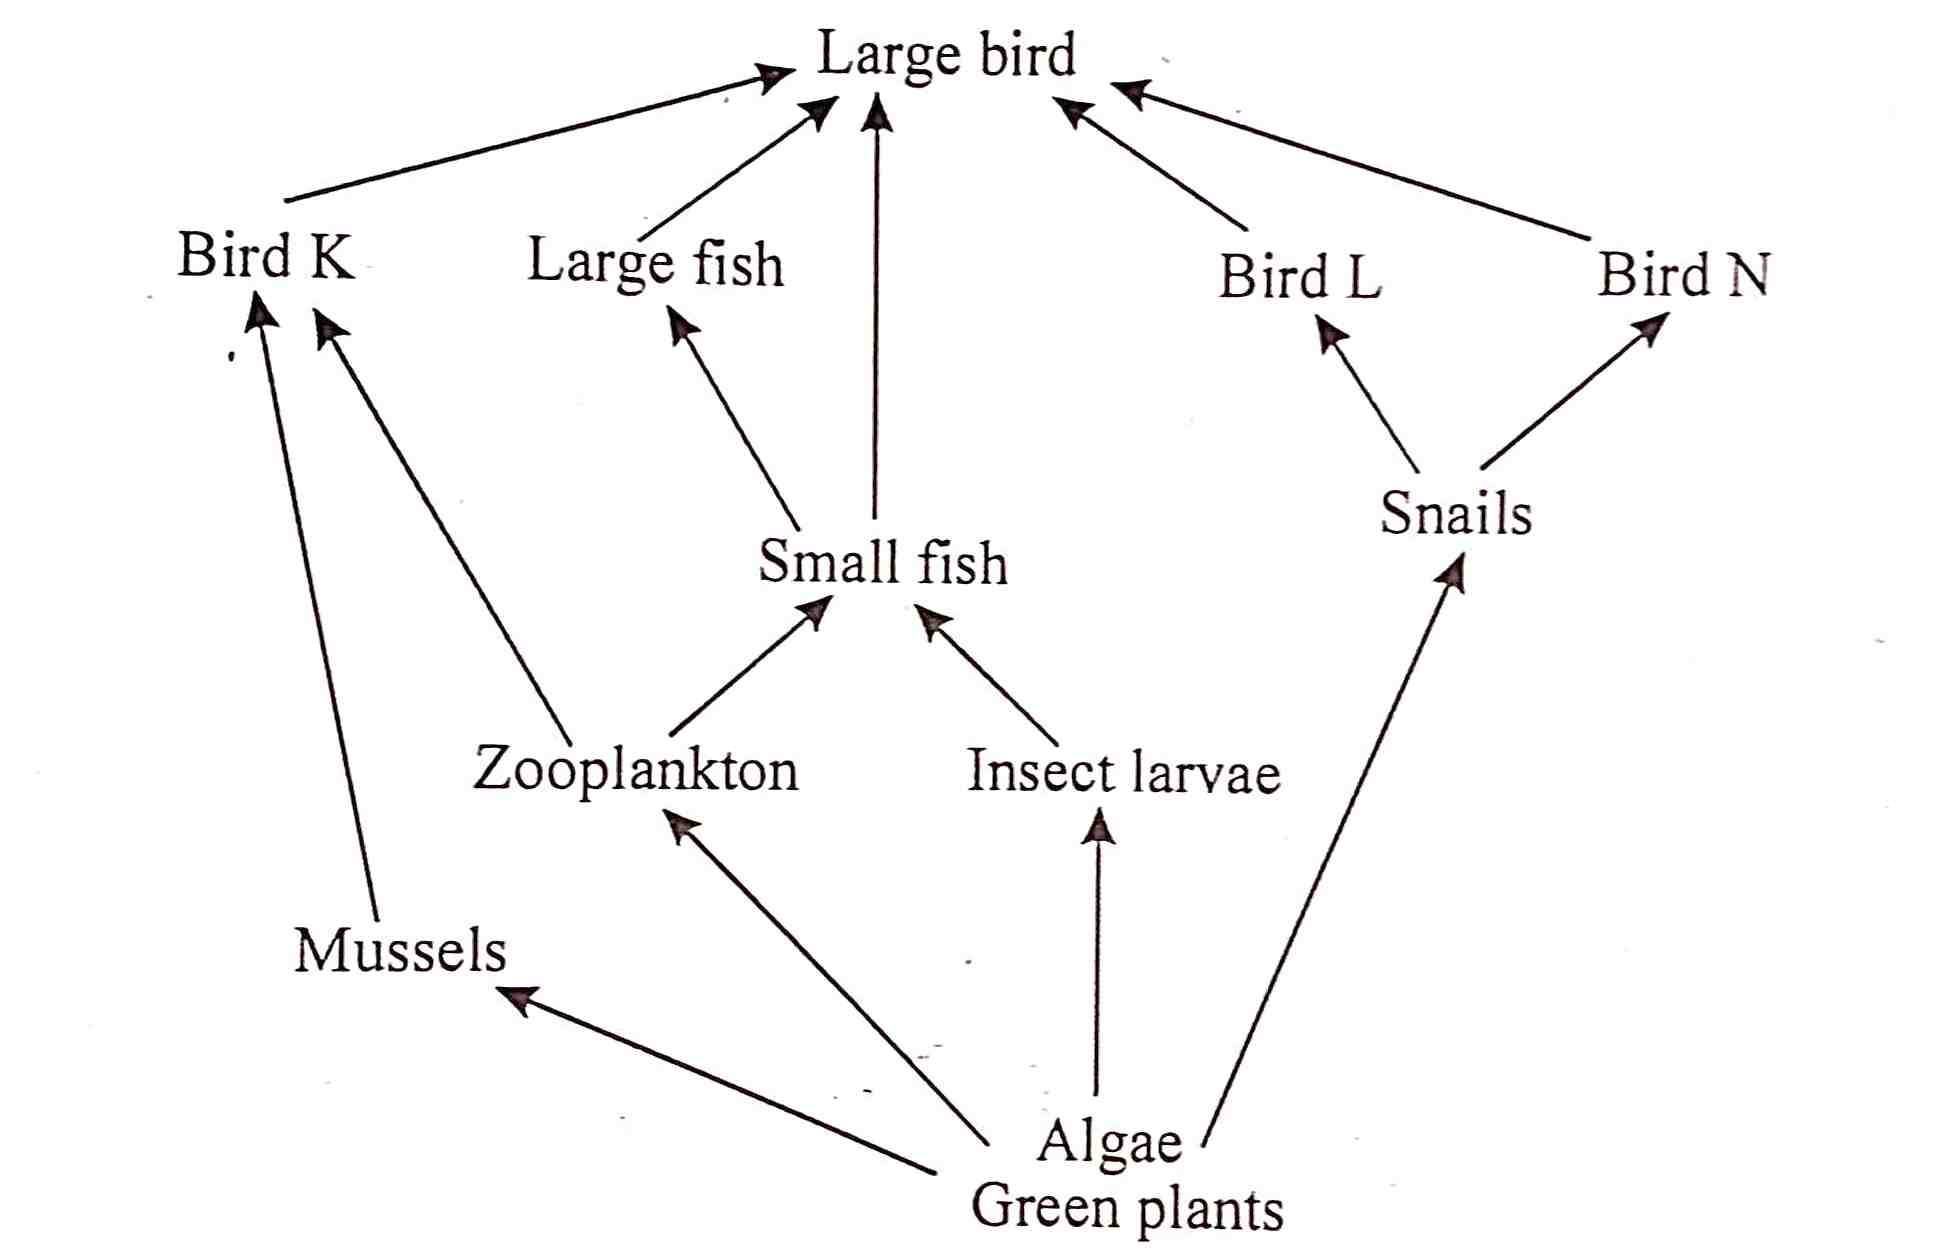 Large bird
Bird K
Large fish
Bird L
Bird N
Snails
Small fish
Zooplankton
Insect larvae
Mussels
Algae
Green plants